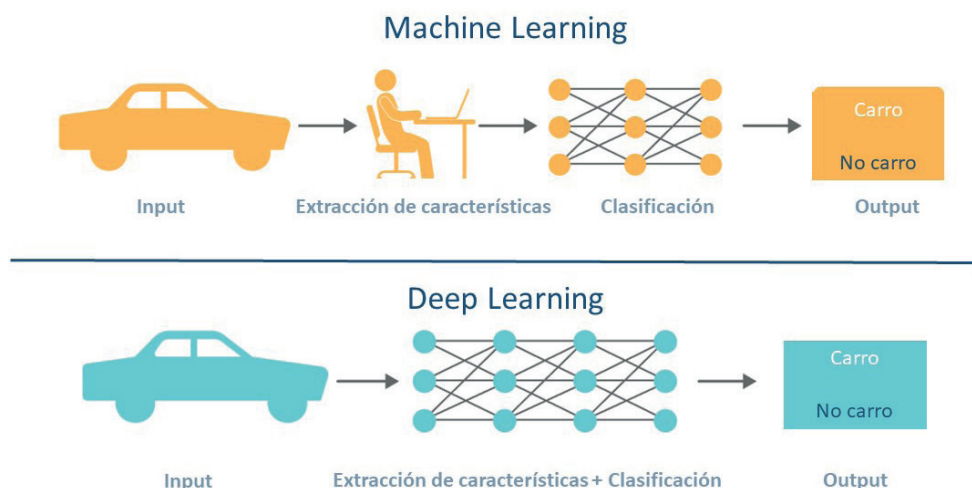 Machine Learning
Carro
No carro
Input
Extracción de características
Clasificación
Output
Deep Learning
Carro
No carro
Input
Extracción de características + Clasificación
Output